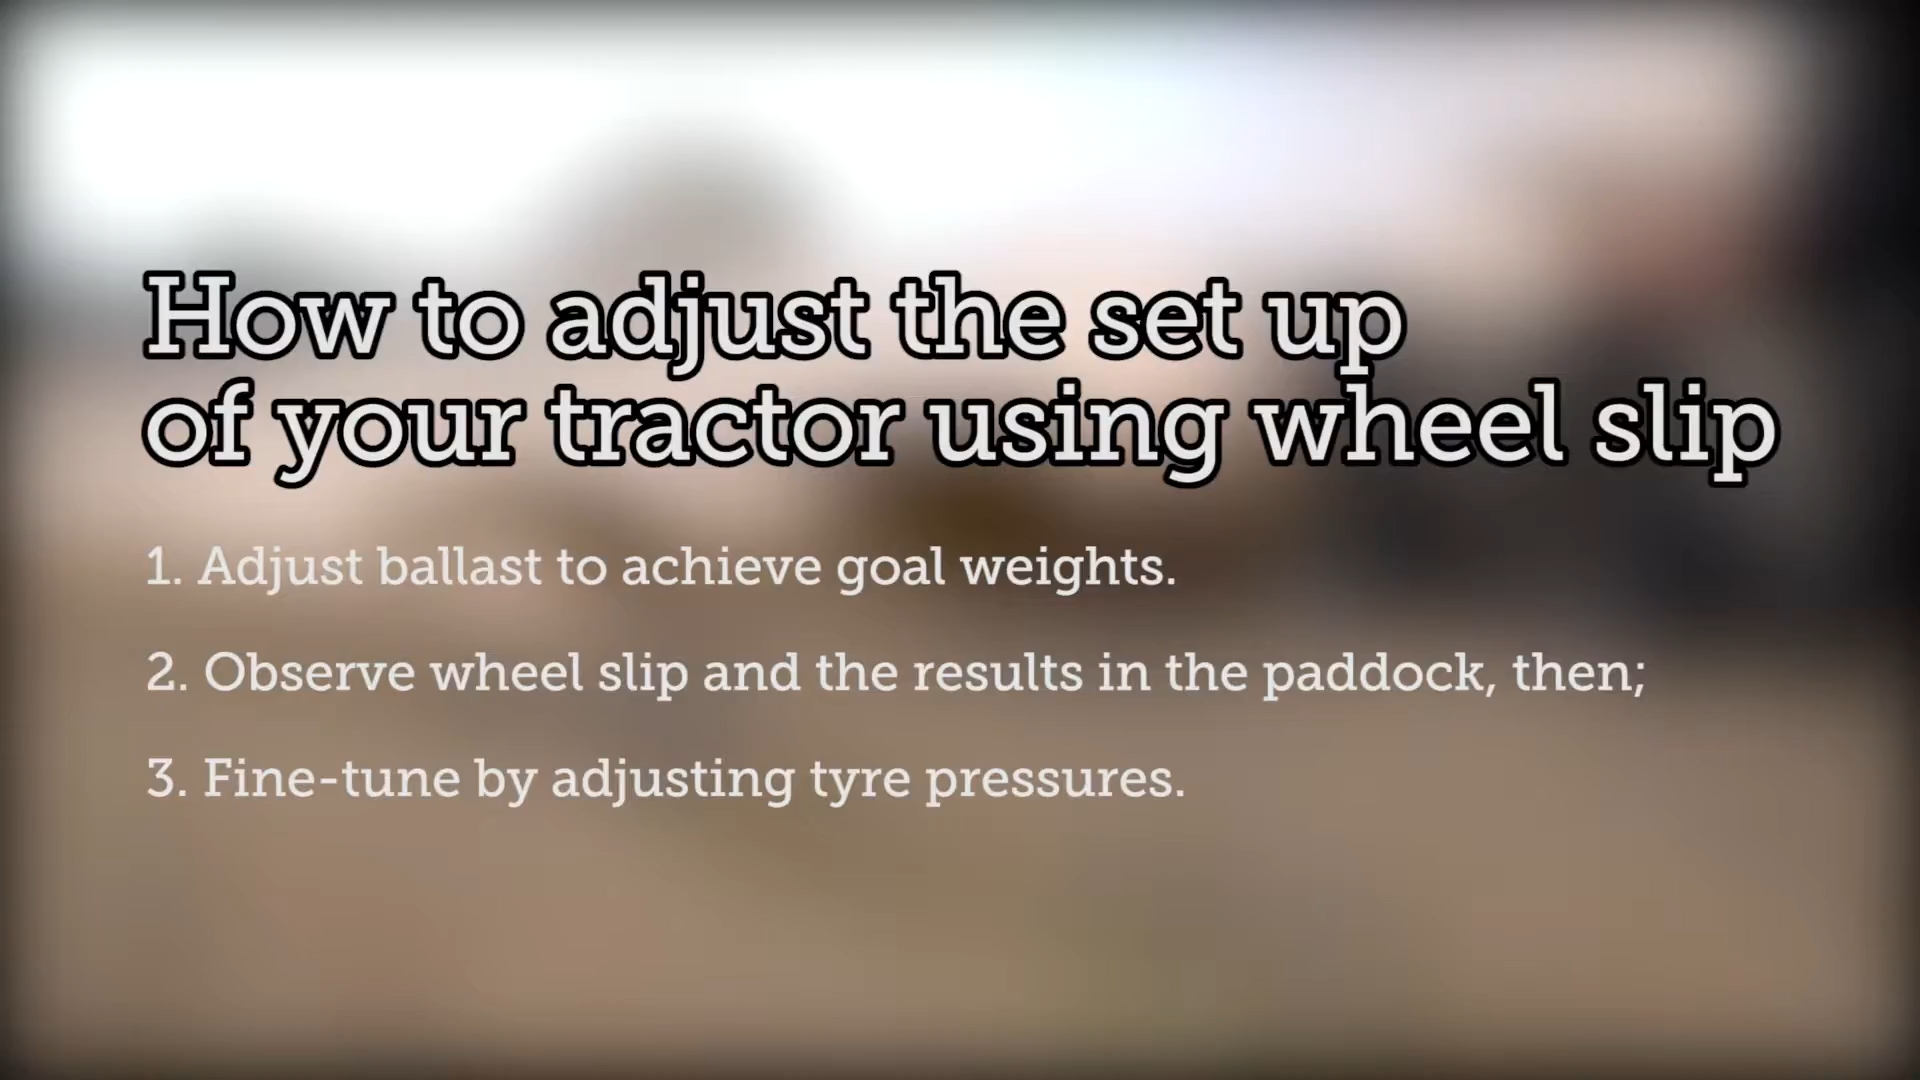 How to adjust the set up
of your tractor using wheel slip
1. Adjust ballast to achieve goal weights.
2. Observe wheel slip and the results in the paddock, then;
3. Fine-tune by adjusting tyre pressures.